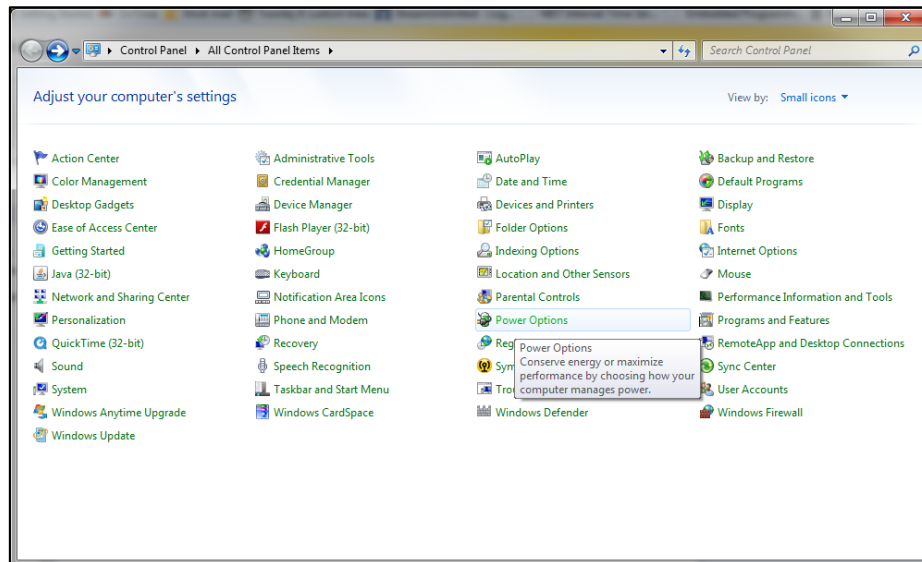 Control Panel ▸ All Control Panel Items ▸ Search Control Panel
Adjust your computer's settings View by: Small icons
Action Center Administrative Tools AutoPlay Backup and Restore
Color Management Credential Manager Date and Time Default Programs
Desktop Gadgets Device Manager Devices and Printers Display
Ease of Access Center Flash Player (32-bit) Folder Options Fonts
Getting Started HomeGroup Indexing Options Internet Options
Java (32-bit) Keyboard Location and Other Sensors Mouse
Network and Sharing Center Notification Area Icons Parental Controls Performance Information and Tools
Personalization Phone and Modem Power Options Programs and Features
QuickTime (32-bit) Recovery Reg RemoteApp and Desktop Connections
Sound Speech Recognition Sym Sync Center
System Taskbar and Start Menu Tro User Accounts
Windows Anytime Upgrade Windows CardSpace Windows Defender Windows Firewall
Windows Update
Power Options
Conserve energy or maximize
performance by choosing how your
computer manages power.